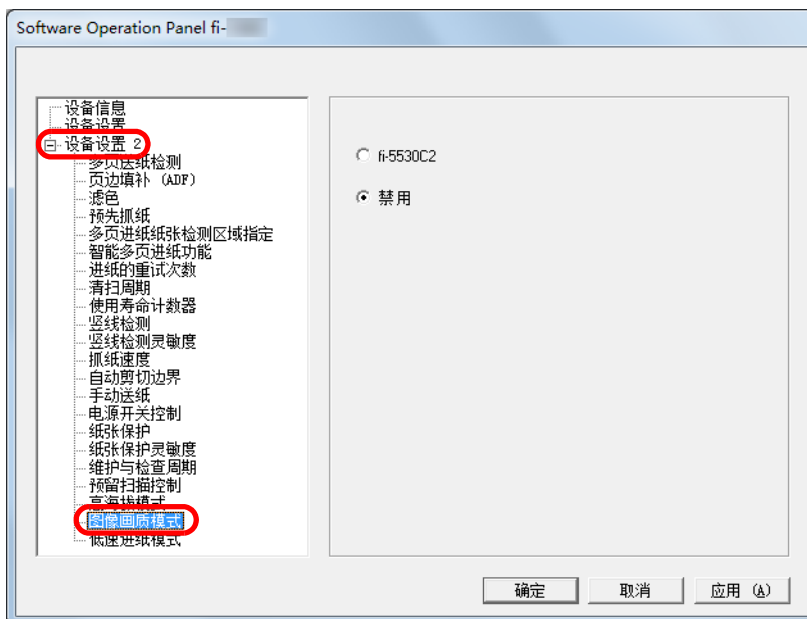 Software Operation Panel fi-
设备信息
设备设置
设备设置 2
多页送纸检测
页边填补 (ADF)
滤色
预先抓纸
多页进纸纸张检测区域指定
智能多页进纸功能
进纸的重试次数
清扫周期
使用寿命计数器
竖线检测
竖线检测灵敏度
抓纸速度
自动剪切边界
手动送纸
电源开关控制
纸张保护
纸张保护灵敏度
维护与检查周期
预留扫描控制
高海拔模式
图像画质模式
低速进纸模式
fi-5530C2
禁用
确定
取消
应用 (A)